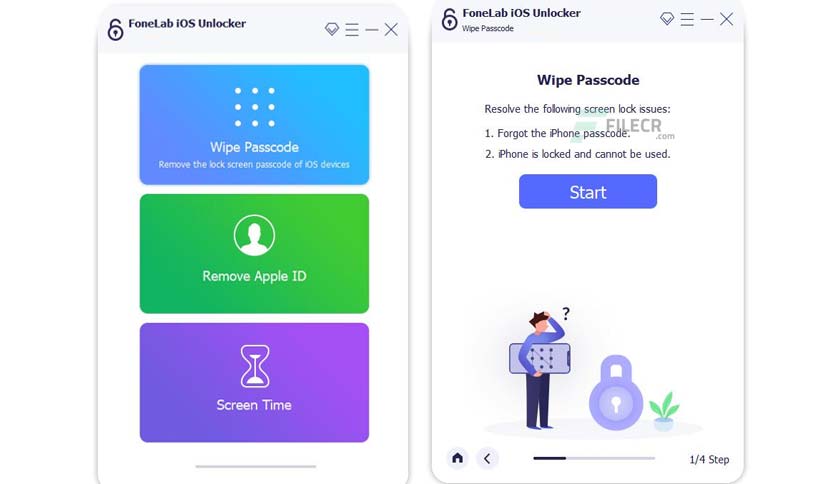 FoneLab iOS Unlocker
Wipe Passcode
Remove the lock screen passcode of iOS devices
Remove Apple ID
Screen Time
FoneLab iOS Unlocker
Wipe Passcode
Wipe Passcode
Resolve the following screen lock issues:
1. Forgot the iPhone passcode.
FILECR
.com
2. iPhone is locked and cannot be used.
Start
?
1/4 Step